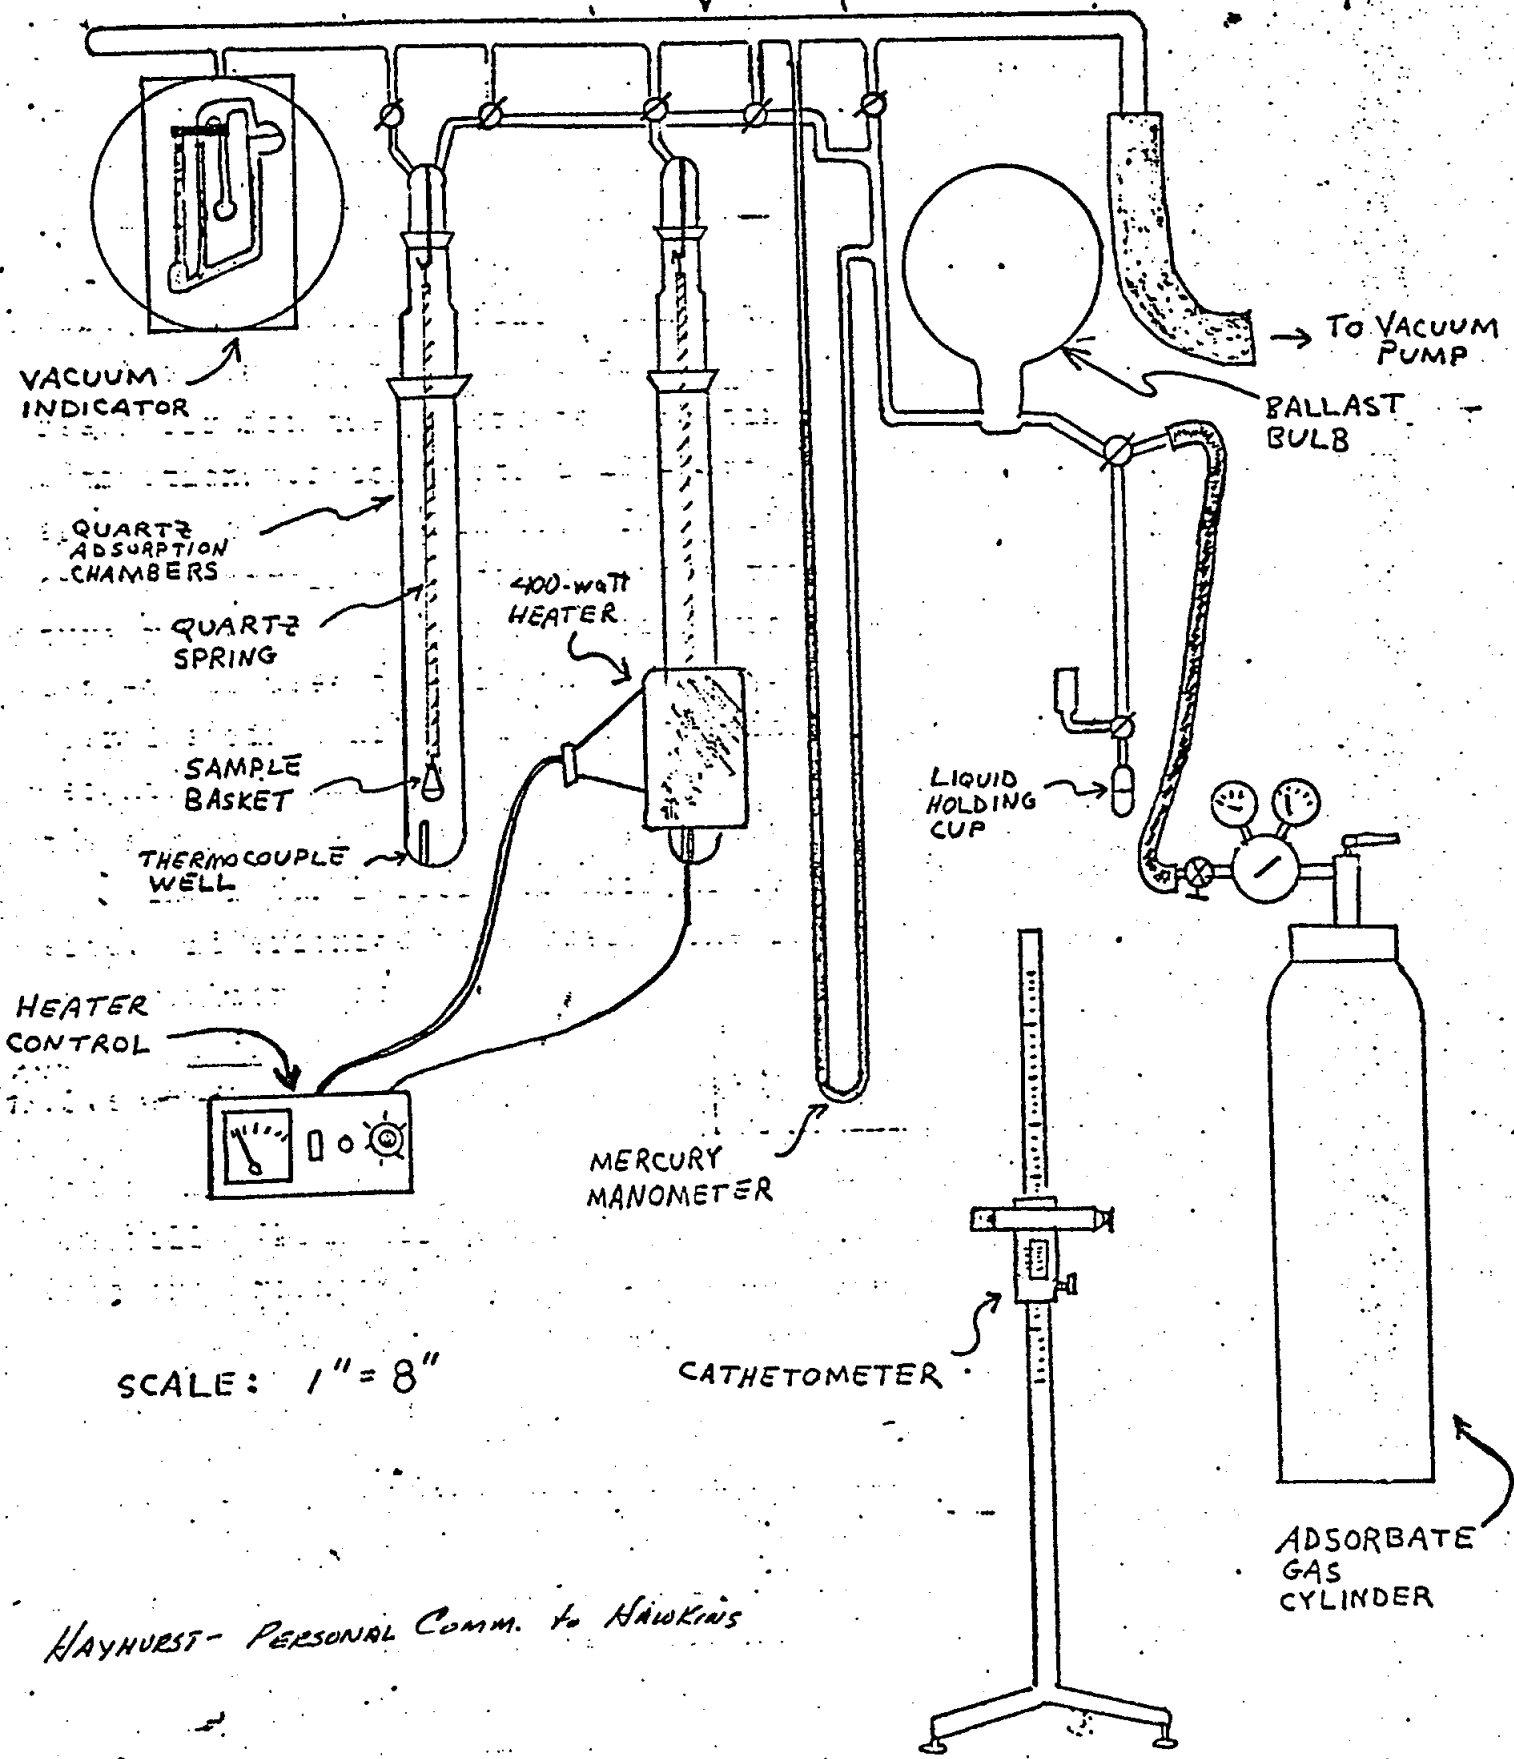 TO VACUUM
PUMP
VACUUM
INDICATOR
BALLAST
BULB
QUARTZ
ADSORPTION
CHAMBERS
400-watt
HEATER
QUARTZ
SPRING
SAMPLE
BASKET
LIQUID
HOLDING
CUP
THERMOCOUPLE
WELL
HEATER
CONTROL
MERCURY
MANOMETER
CATHETOMETER
SCALE: 1" = 8"
ADSORBATE
GAS
CYLINDER
HAYHURST- PERSONAL COMM. to HAWKINS